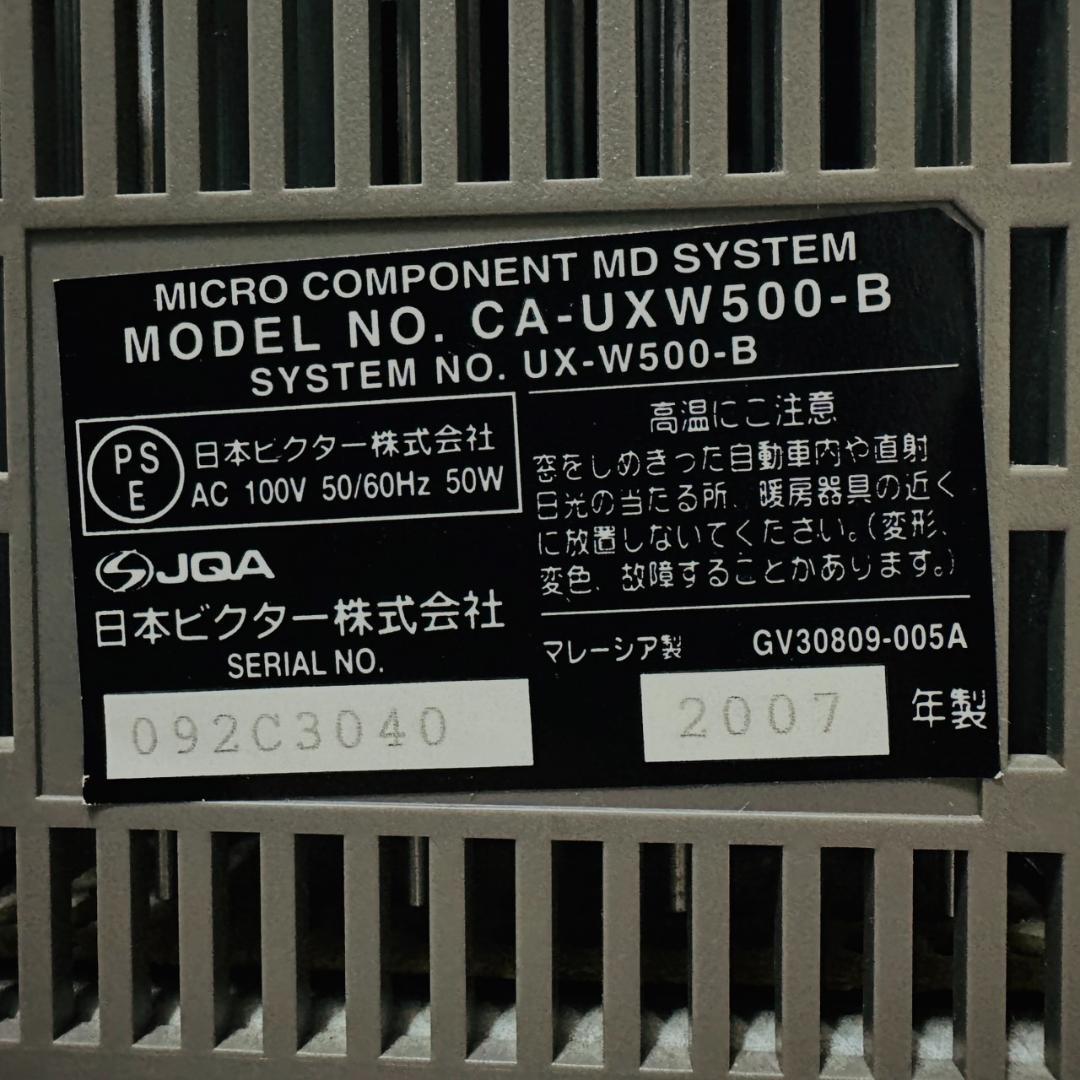 MICRO COMPONENT MD SYSTEM
MODEL NO. CA-UXW500-B
SYSTEM NO. UX-W500-B
PS
E
日本ビクター株式会社
AC 100V 50/60Hz 50W
JQA
日本ビクター株式会社
SERIAL NO.
092C3040
高温にご注意
窓をしめきった自動車内や直射
日光の当たる所、暖房器具の近く
に放置しないでください。(変形、
変色、故障することがあります。)
マレーシア製 GV30809-005A
2007 年製